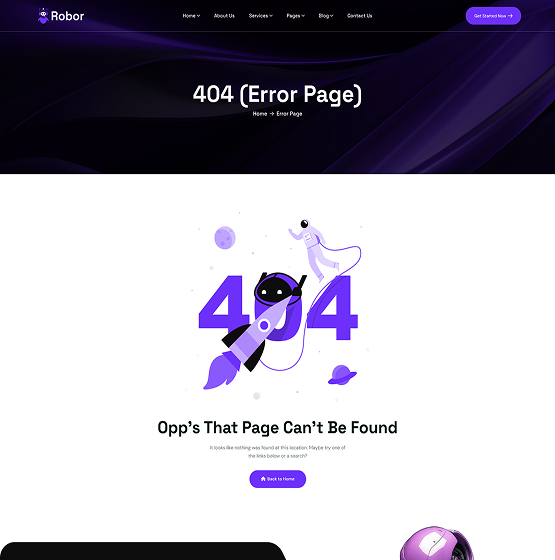 Robor
Home
About Us
Services
Pages
Blog
Contact Us
Get Started Now →
404 (Error Page)
Home → Error Page
404
Opp's That Page Can't Be Found
It looks like nothing was found at this location. Maybe try one of
the links below or a search?
Back to Home